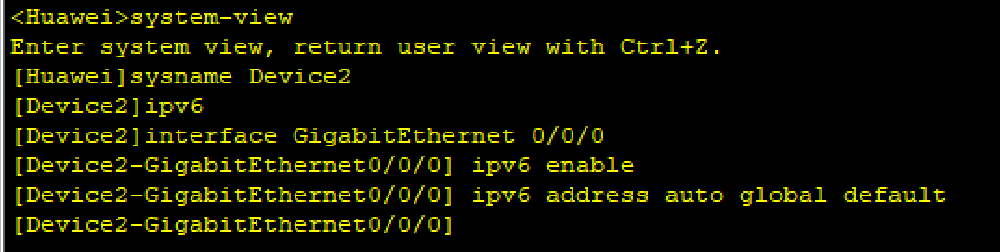 <Huawei>system-view
Enter system view, return user view with Ctrl+Z.
[Huawei]sysname Device2
[Device2]ipv6
[Device2]interface GigabitEthernet 0/0/0
[Device2-GigabitEthernet0/0/0] ipv6 enable
[Device2-GigabitEthernet0/0/0] ipv6 address auto global default
[Device2-GigabitEthernet0/0/0]